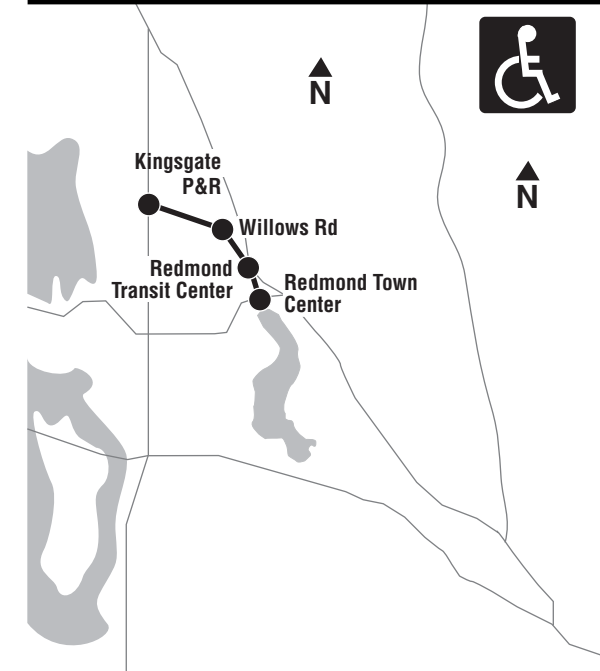 N
N
Kingsgate
P&R
Willows Rd
Redmond
Transit Center
Redmond Town
Center